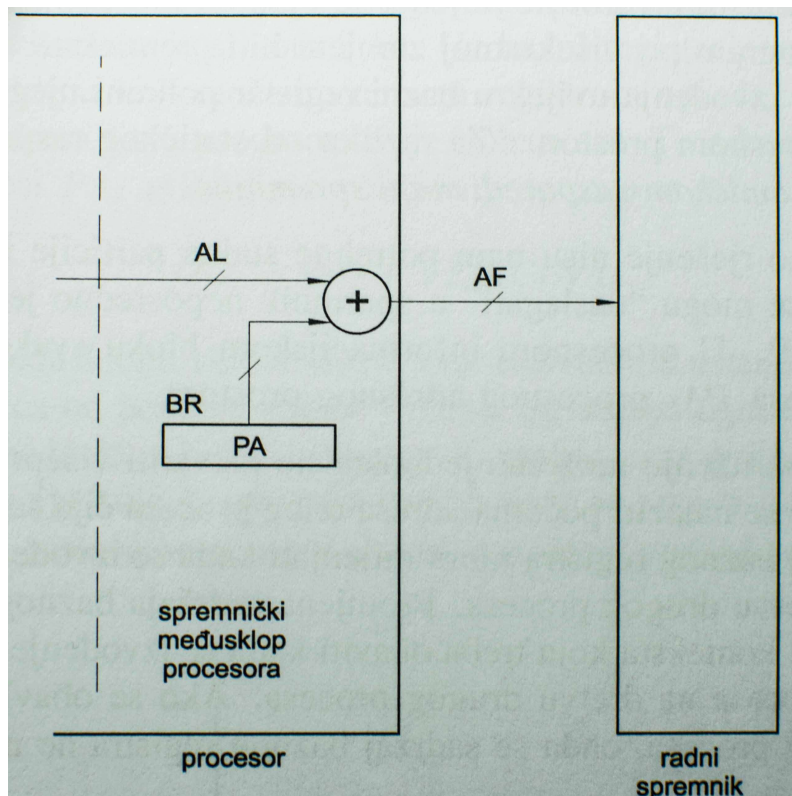 AL
AF
+
BR
PA
spremnički
međusklop
procesora
procesor
radni
spremnik